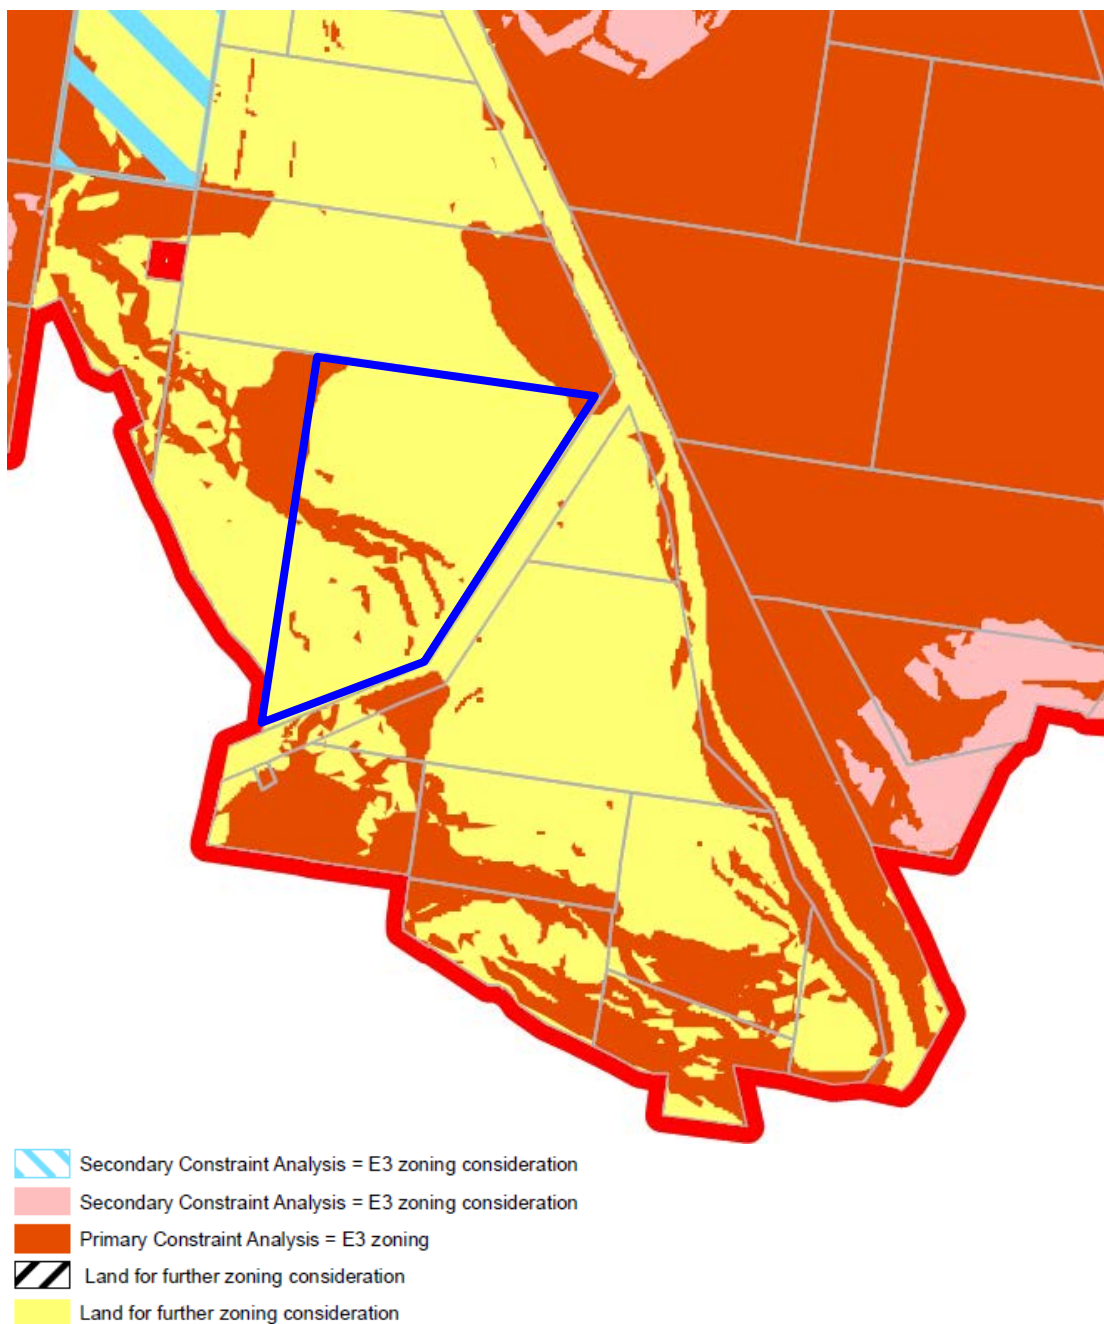 Secondary Constraint Analysis = E3 zoning consideration
Secondary Constraint Analysis = E3 zoning consideration
Primary Constraint Analysis = E3 zoning
Land for further zoning consideration
Land for further zoning consideration